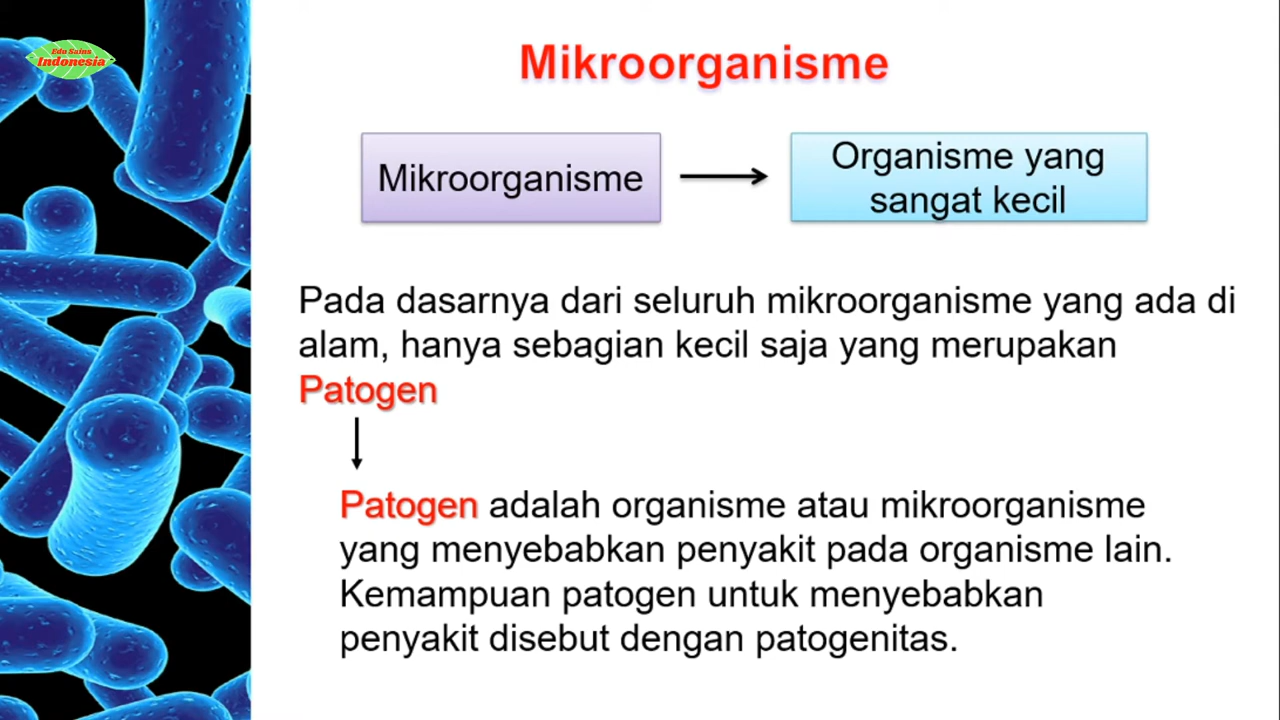 Edu Sains
Indonesia
Mikroorganisme
Mikroorganisme
Organisme yang
sangat kecil
Pada dasarnya dari seluruh mikroorganisme yang ada di
alam, hanya sebagian kecil saja yang merupakan
Patogen
Patogen adalah organisme atau mikroorganisme
yang menyebabkan penyakit pada organisme lain.
Kemampuan patogen untuk menyebabkan
penyakit disebut dengan patogenitas.